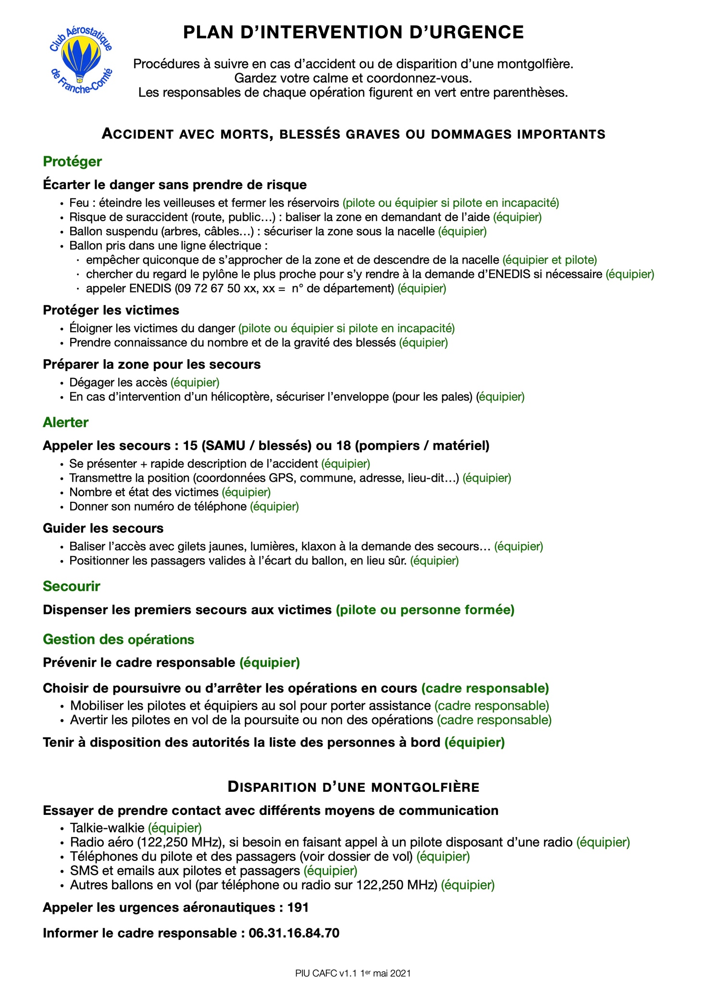 Club Aérostatique
de Franche-Comté
PLAN D’INTERVENTION D’URGENCE
Procédures à suivre en cas d’accident ou de disparition d’une montgolfière.
Gardez votre calme et coordonnez-vous.
Les responsables de chaque opération figurent en vert entre parenthèses.
ACCIDENT AVEC MORTS, BLESSÉS GRAVES OU DOMMAGES IMPORTANTS
Protéger
Écarter le danger sans prendre de risque
• Feu : éteindre les veilleuses et fermer les réservoirs (pilote ou équipier si pilote en incapacité)
• Risque de suraccident (route, public…) : baliser la zone en demandant de l’aide (équipier)
• Ballon suspendu (arbres, câbles…) : sécuriser la zone sous la nacelle (équipier)
• Ballon pris dans une ligne électrique :
· empêcher quiconque de s’approcher de la zone et de descendre de la nacelle (équipier et pilote)
· chercher du regard le pylône le plus proche pour s’y rendre à la demande d’ENEDIS si nécessaire (équipier)
· appeler ENEDIS (09 72 67 50 xx, xx = n° de département) (équipier)
Protéger les victimes
• Éloigner les victimes du danger (pilote ou équipier si pilote en incapacité)
• Prendre connaissance du nombre et de la gravité des blessés (équipier)
Préparer la zone pour les secours
• Dégager les accès (équipier)
• En cas d’intervention d’un hélicoptère, sécuriser l’enveloppe (pour les pales) (équipier)
Alerter
Appeler les secours : 15 (SAMU / blessés) ou 18 (pompiers / matériel)
• Se présenter + rapide description de l’accident (équipier)
• Transmettre la position (coordonnées GPS, commune, adresse, lieu-dit…) (équipier)
• Nombre et état des victimes (équipier)
• Donner son numéro de téléphone (équipier)
Guider les secours
• Baliser l’accès avec gilets jaunes, lumières, klaxon à la demande des secours… (équipier)
• Positionner les passagers valides à l’écart du ballon, en lieu sûr. (équipier)
Secourir
Dispenser les premiers secours aux victimes (pilote ou personne formée)
Gestion des opérations
Prévenir le cadre responsable (équipier)
Choisir de poursuivre ou d’arrêter les opérations en cours (cadre responsable)
• Mobiliser les pilotes et équipiers au sol pour porter assistance (cadre responsable)
• Avertir les pilotes en vol de la poursuite ou non des opérations (cadre responsable)
Tenir à disposition des autorités la liste des personnes à bord (équipier)
DISPARITION D’UNE MONTGOLFIÈRE
Essayer de prendre contact avec différents moyens de communication
• Talkie-walkie (équipier)
• Radio aéro (122,250 MHz), si besoin en faisant appel à un pilote disposant d’une radio (équipier)
• Téléphones du pilote et des passagers (voir dossier de vol) (équipier)
• SMS et emails aux pilotes et passagers (équipier)
• Autres ballons en vol (par téléphone ou radio sur 122,250 MHz) (équipier)
Appeler les urgences aéronautiques : 191
Informer le cadre responsable : 06.31.16.84.70
PIU CAFC v1.1 1er mai 2021